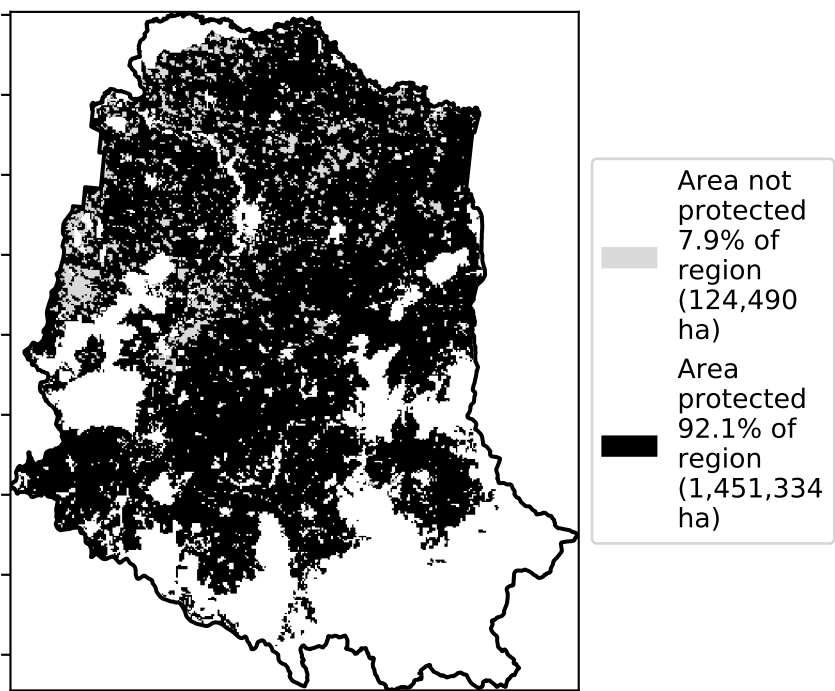 Area not
protected
7.9% of
region
(124,490
ha)
Area
protected
92.1% of
region
(1,451,334
ha)